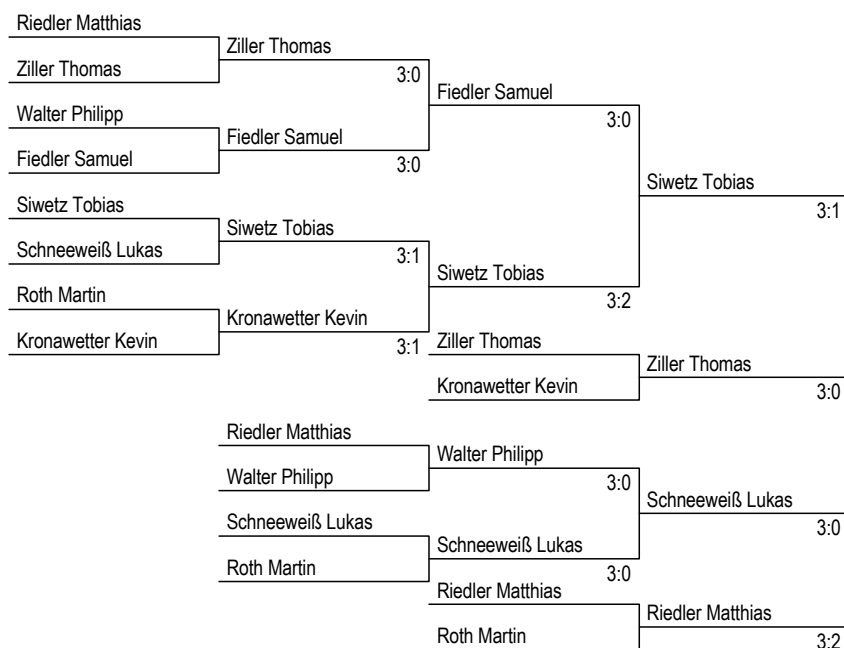 Riedler Matthias
Ziller Thomas
Ziller Thomas
3:0
Fiedler Samuel
Walter Philipp
3:0
Fiedler Samuel
Fiedler Samuel
3:0
Siwetz Tobias
Siwetz Tobias
3:1
Siwetz Tobias
Schneeweiß Lukas
3:1
Siwetz Tobias
Roth Martin
3:2
Kronawetter Kevin
Kronawetter Kevin
3:1
Ziller Thomas
Ziller Thomas
Kronawetter Kevin
3:0
Riedler Matthias
Walter Philipp
Walter Philipp
3:0
Schneeweiß Lukas
Schneeweiß Lukas
3:0
Schneeweiß Lukas
Roth Martin
3:0
Riedler Matthias
Riedler Matthias
Roth Martin
3:2